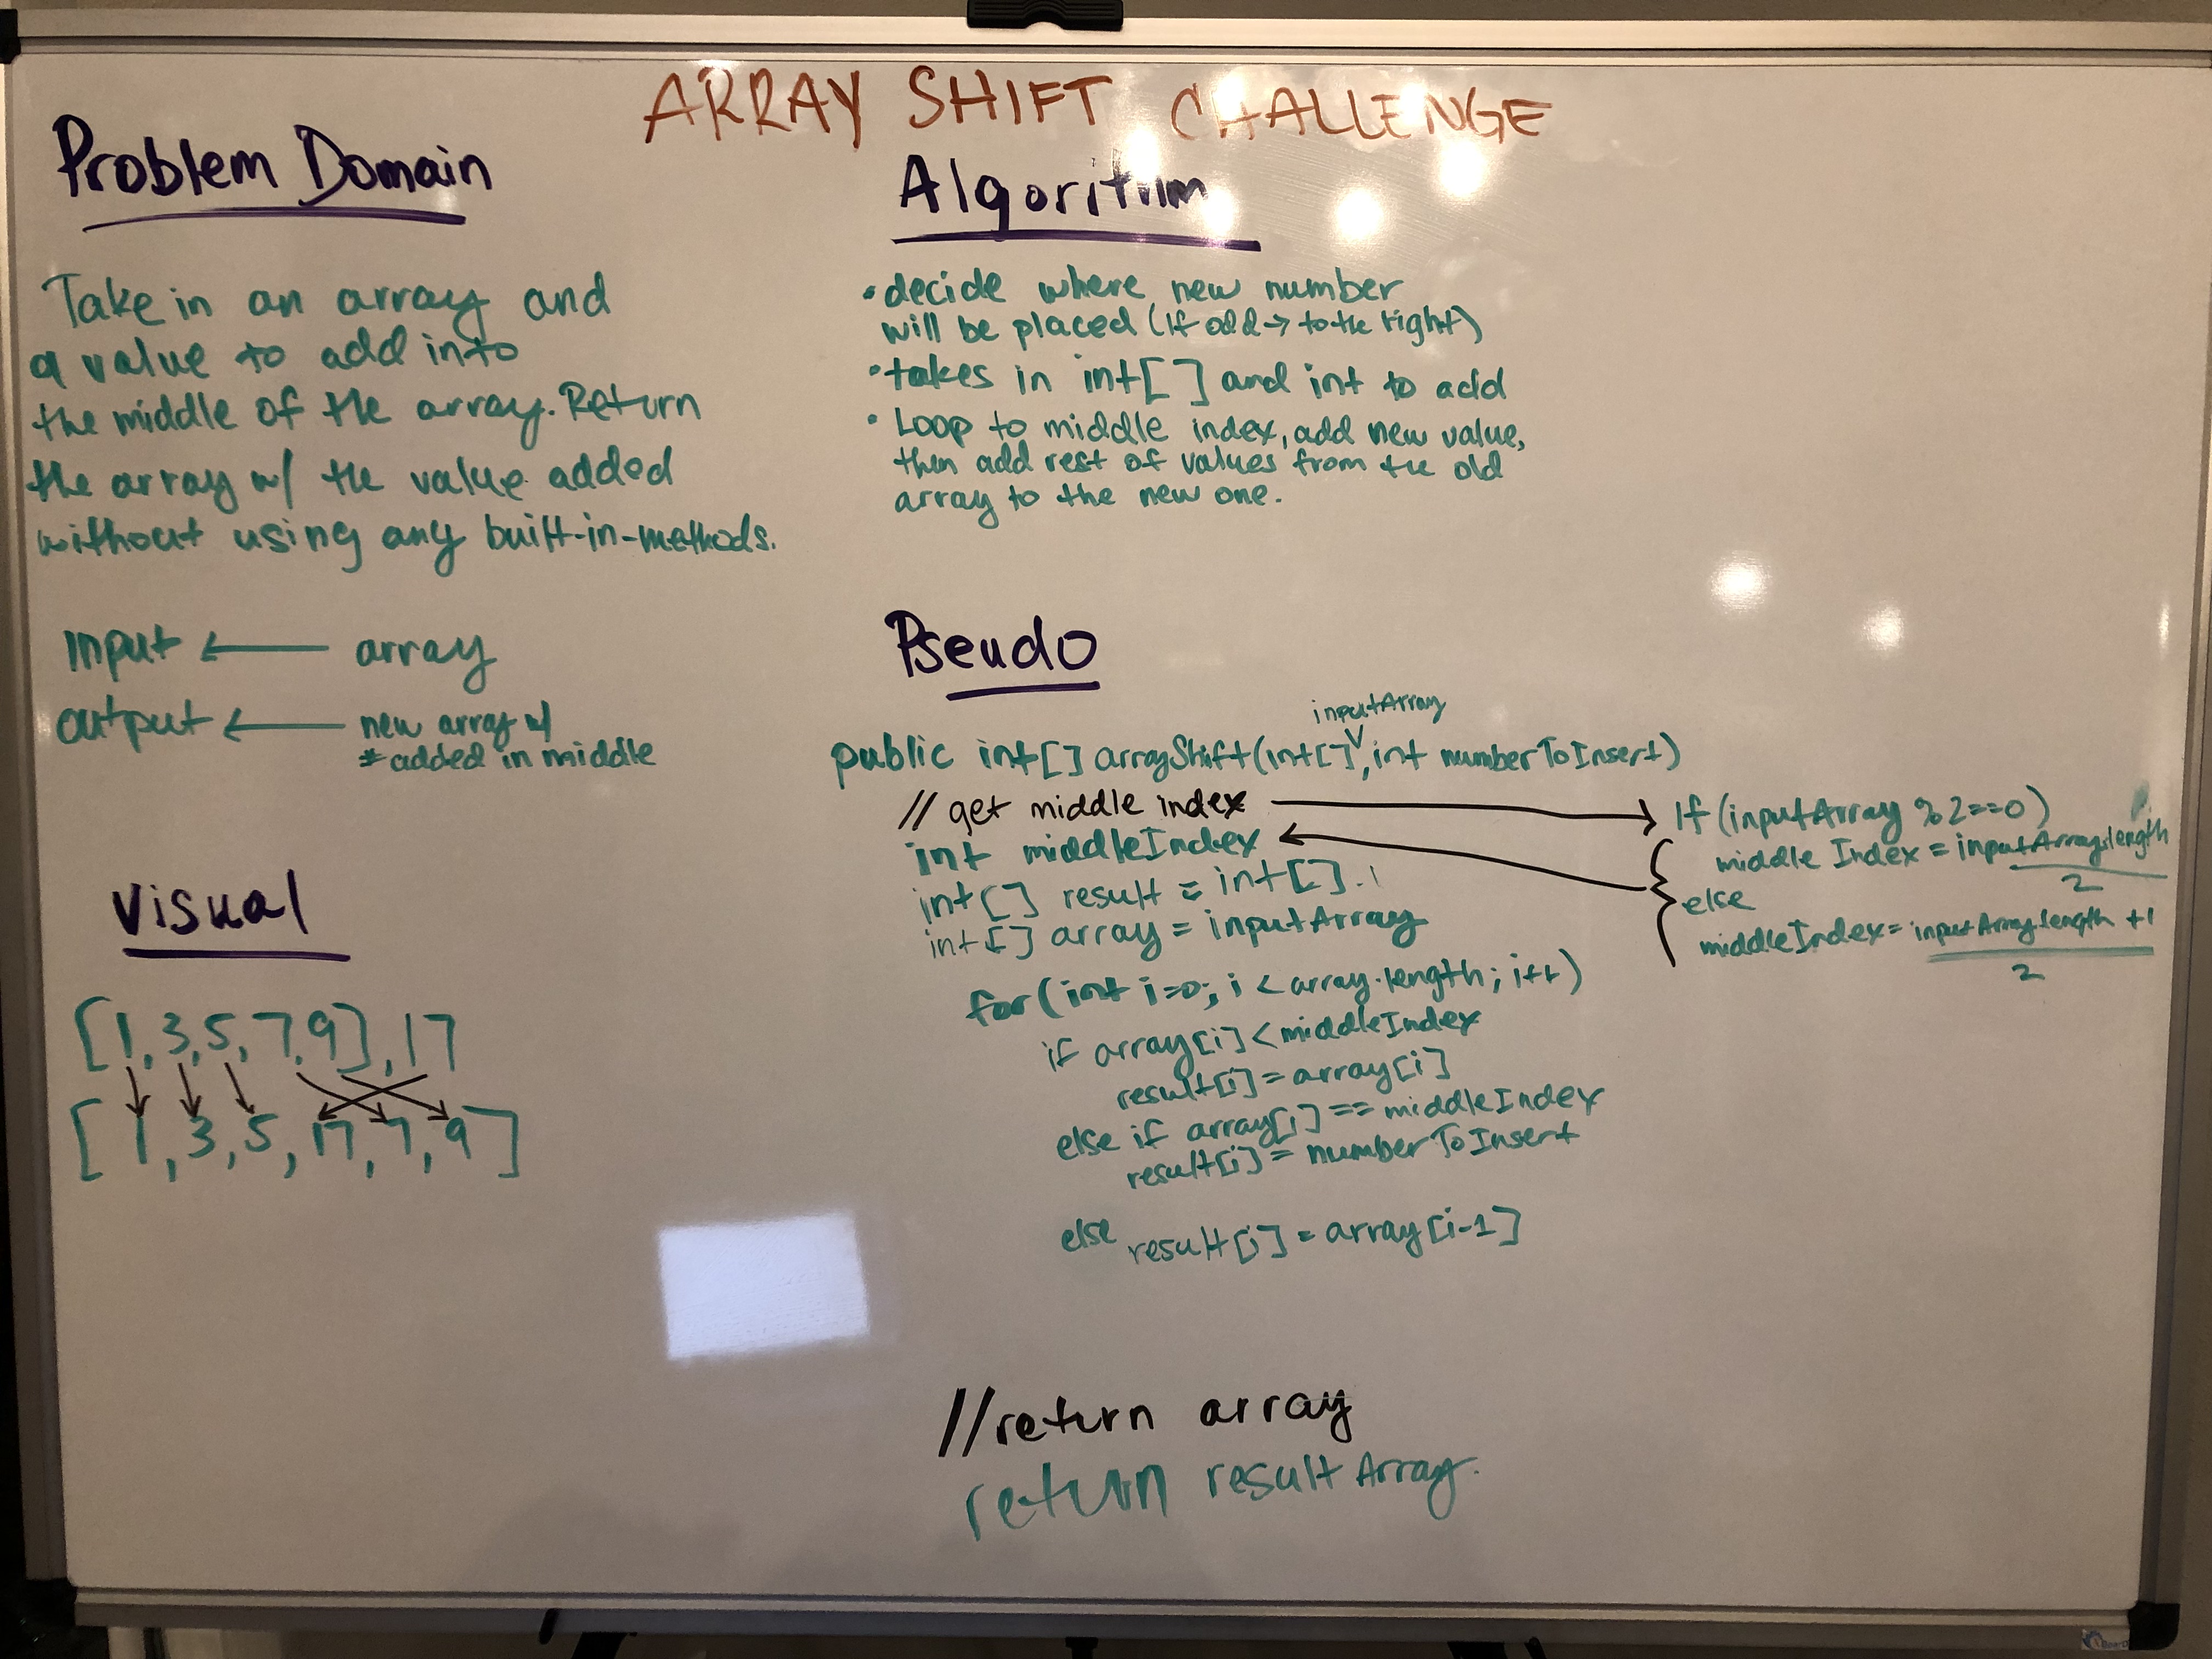 ARRAY SHIFT CHALLENGE
Problem Domain
Take in an array and
a value to add into
the middle of the array. Return
the array w/ the value added
without using any built-in-methods.
Input ← array
output ← new array w/
# added in middle
Visual
[1, 3, 5, 7, 9], 17
[1, 3, 5, 17, 7, 9]
Algorithm
• decide where new number
will be placed (if odd → to the right)
• takes in int[] and int to add
• Loop to middle index, add new value,
then add rest of values from the old
array to the new one.
Pseudo
inputArray
public int[] arrayShift(int[], int numberToInsert)
// get middle index
int middleIndex
int[] result = int[].
int[] array = inputArray
for(int i=0; i < array.length; i++)
if array[i] < middleIndex
result[i] = array[i]
else if array[i] == middleIndex
result[i] = numberToInsert
else result[i] = array[i-1]
//return array
return resultArray.
If (inputArray %2==0)
middleIndex = inputArray.length
2
else
middleIndex = inputArray.length +1
2